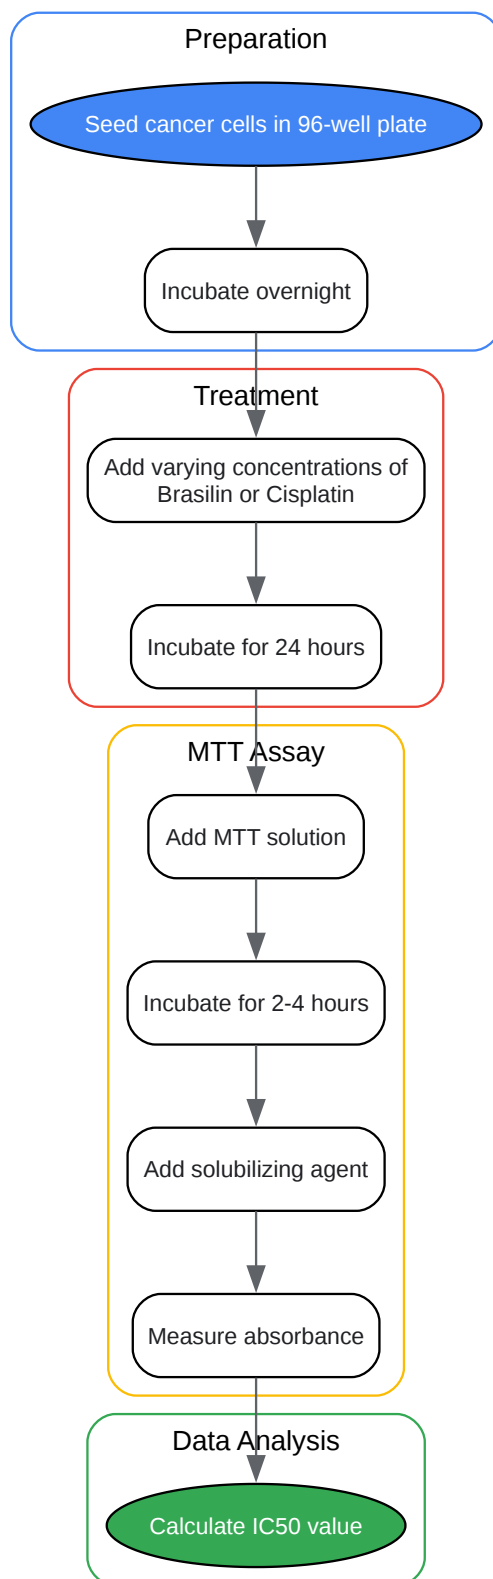 Preparation
Seed cancer cells in 96-well plate
Incubate overnight
Treatment
Add varying concentrations of
Brasilin or Cisplatin
Incubate for 24 hours
MTT Assay
Add MTT solution
Incubate for 2-4 hours
Add solubilizing agent
Measure absorbance
Data Analysis
Calculate IC50 value